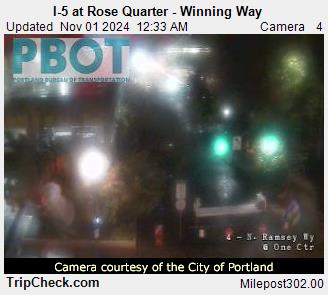 I-5 at Rose Quarter - Winning Way
Updated Nov 01 2024 12:33 AM Camera 4
PBOT
PORTLAND BUREAU OF TRANSPORTATION
4 - N. Ramsey Wy
@ One Ctr
Camera courtesy of the City of Portland
TripCheck.com Milepost302.00